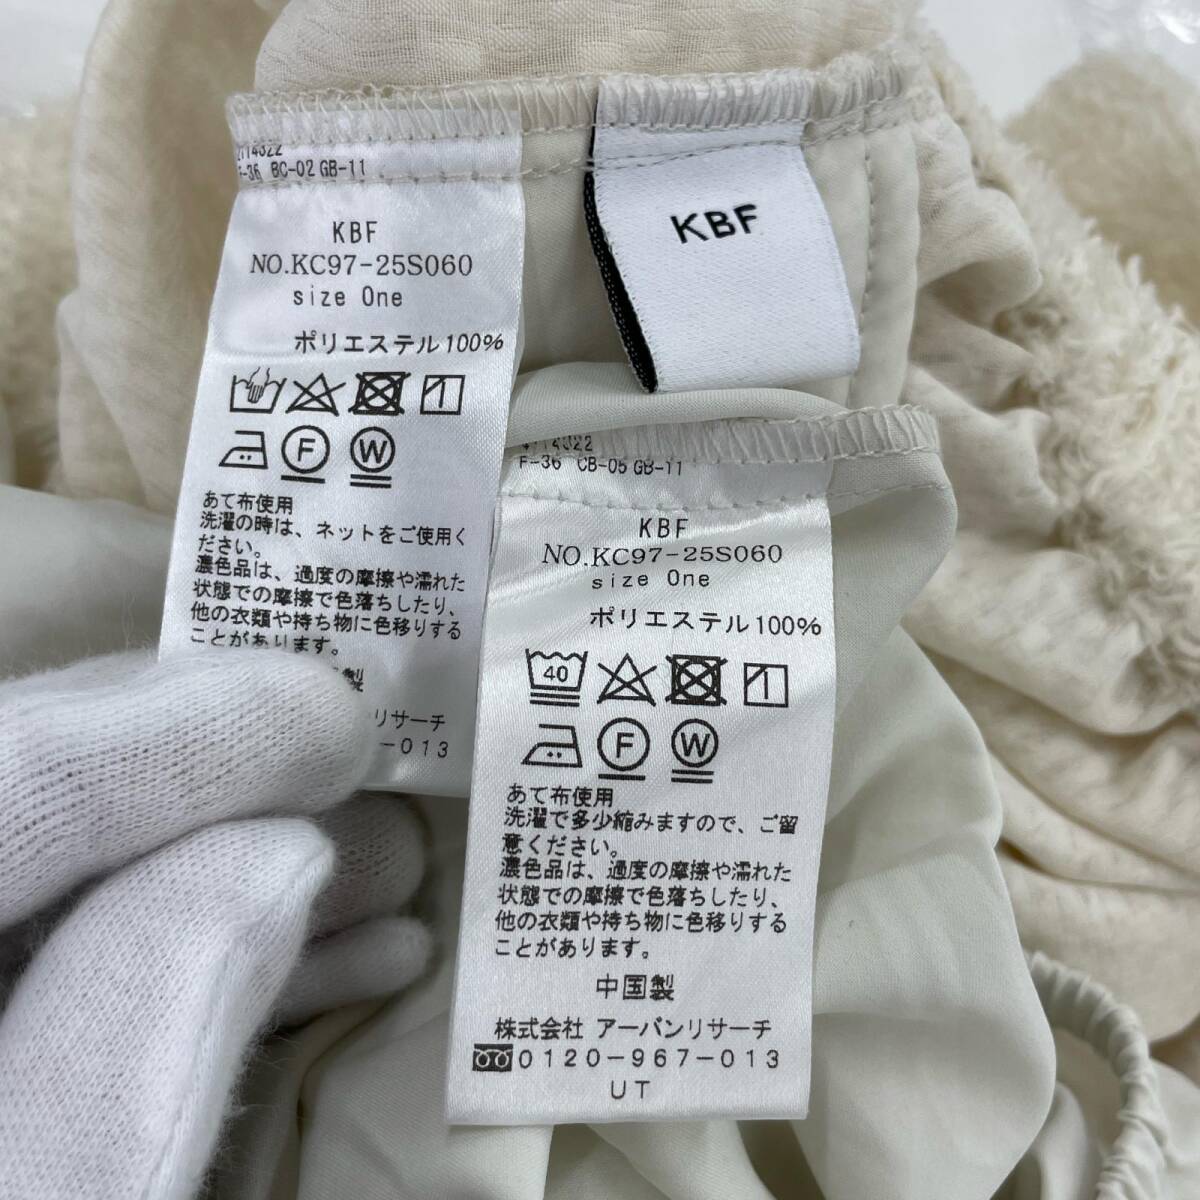 F-36 BC-02 GB-11
KBF
NO.KC97-25S060
size One
ポリエステル100%
F
W
あて布使用
洗濯の時は、ネットをご使用く
ださい。
濃色品は、過度の摩擦や濡れた
状態での摩擦で色落ちしたり、
他の衣類や持ち物に色移りする
ことがあります。
製
リサーチ
-013
KBF
F-36 CB-05 GB-11
KBF
NO.KC97-25S060
size One
ポリエステル100%
40
F
W
あて布使用
洗濯で多少縮みますので、ご留
意ください。
濃色品は、過度の摩擦や濡れた
状態での摩擦で色落ちしたり、
他の衣類や持ち物に色移りする
ことがあります。
中国製
株式会社 アーバンリサーチ
0120-967-013
UT